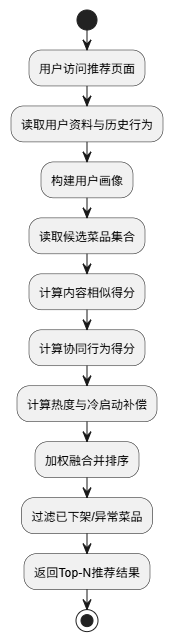 用户访问推荐页面
读取用户资料与历史行为
构建用户画像
读取候选菜品集合
计算内容相似得分
计算协同行为得分
计算热度与冷启动补偿
加权融合并排序
过滤已下架/异常菜品
返回Top-N推荐结果